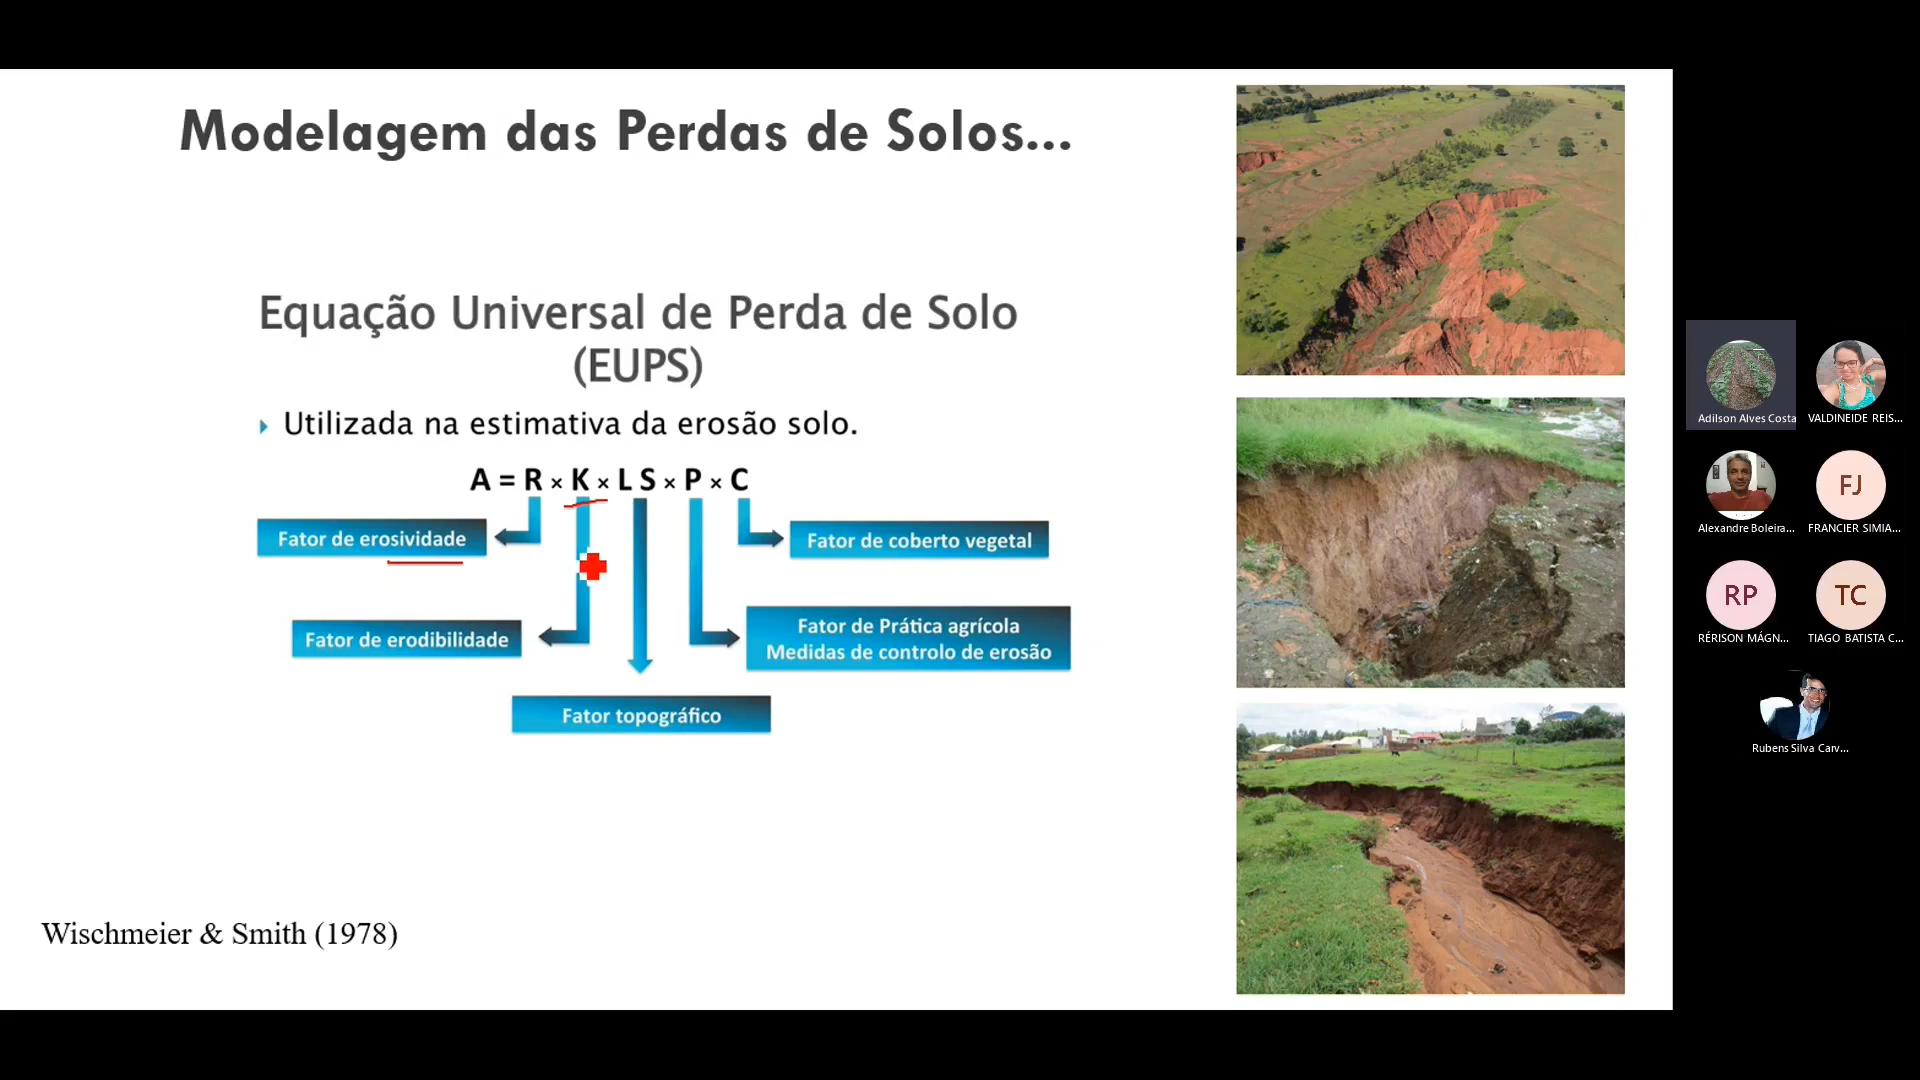 Modelagem das Perdas de Solos...
Equação Universal de Perda de Solo
(EUPS)
Utilizada na estimativa da erosão solo.
A = R × K × L S × P × C
Fator de erosividade
Fator de coberto vegetal
Fator de erodibilidade
Fator de Prática agrícola
Medidas de controlo de erosão
Fator topográfico
Wischmeier & Smith (1978)
Adilson Alves Costa
VALDINEIDE REIS...
Alexandre Boleira...
FJ
FRANCIER SIMIA...
RP
RÉRISON MÁGN...
TC
TIAGO BATISTA C...
Rubens Silva Carv...